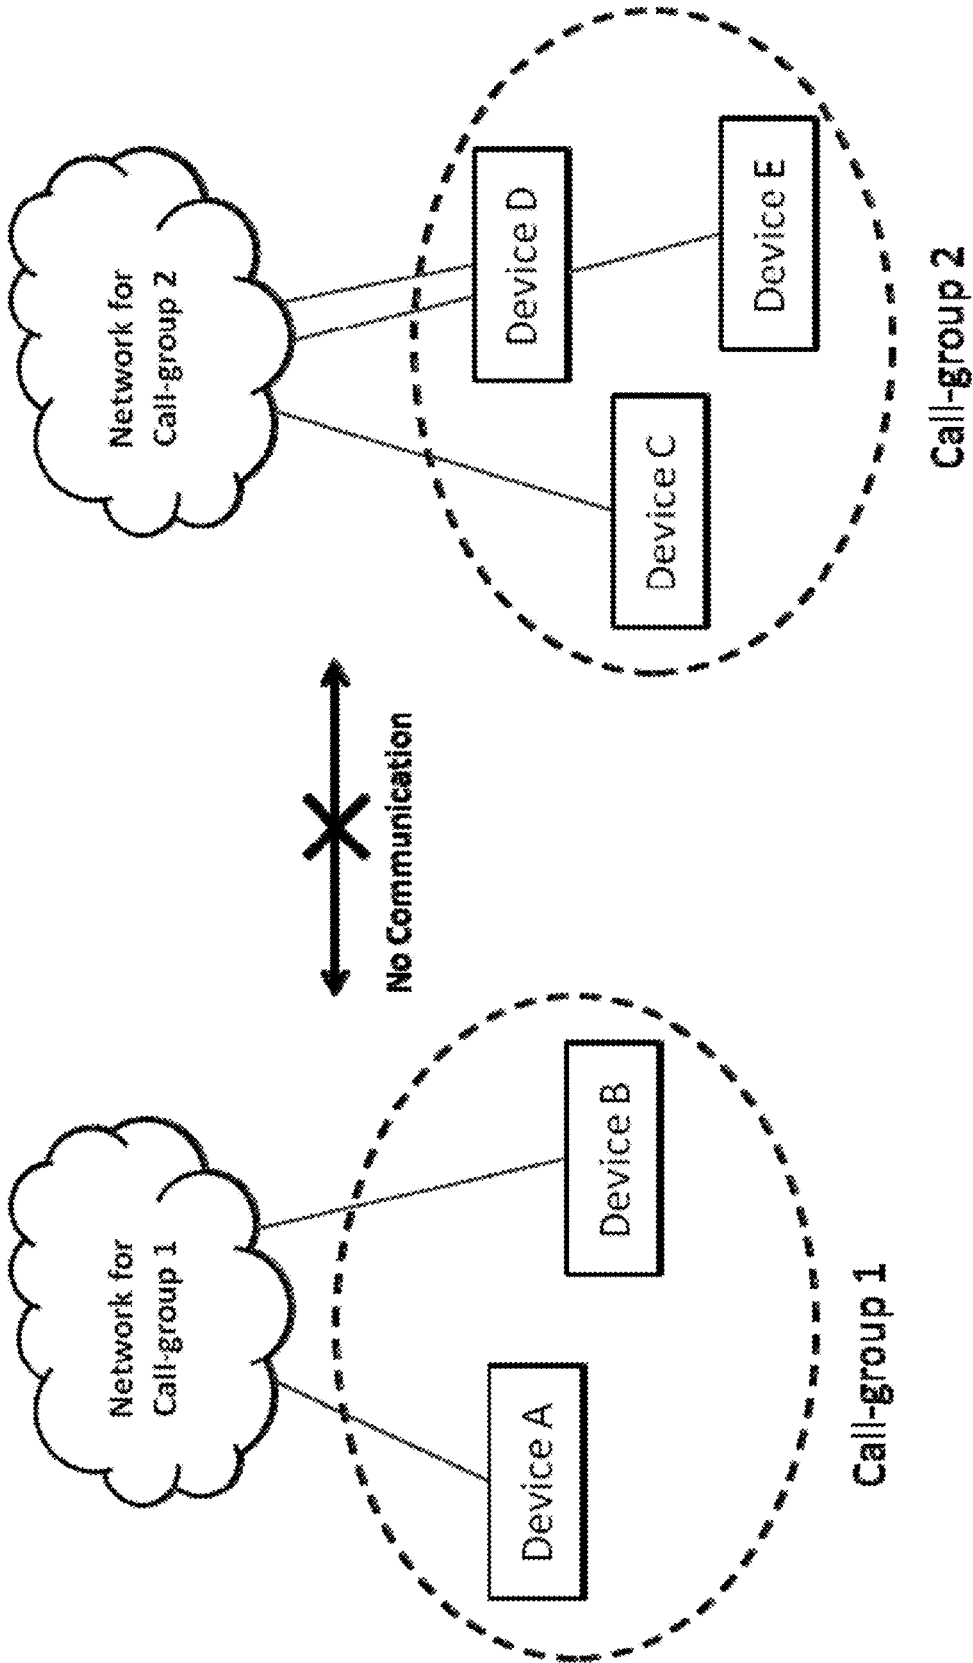 Network for
Call-group 1
Device A
Device B
Call-group 1
No Communication
Network for
Call-group 2
Device C
Device D
Device E
Call-group 2